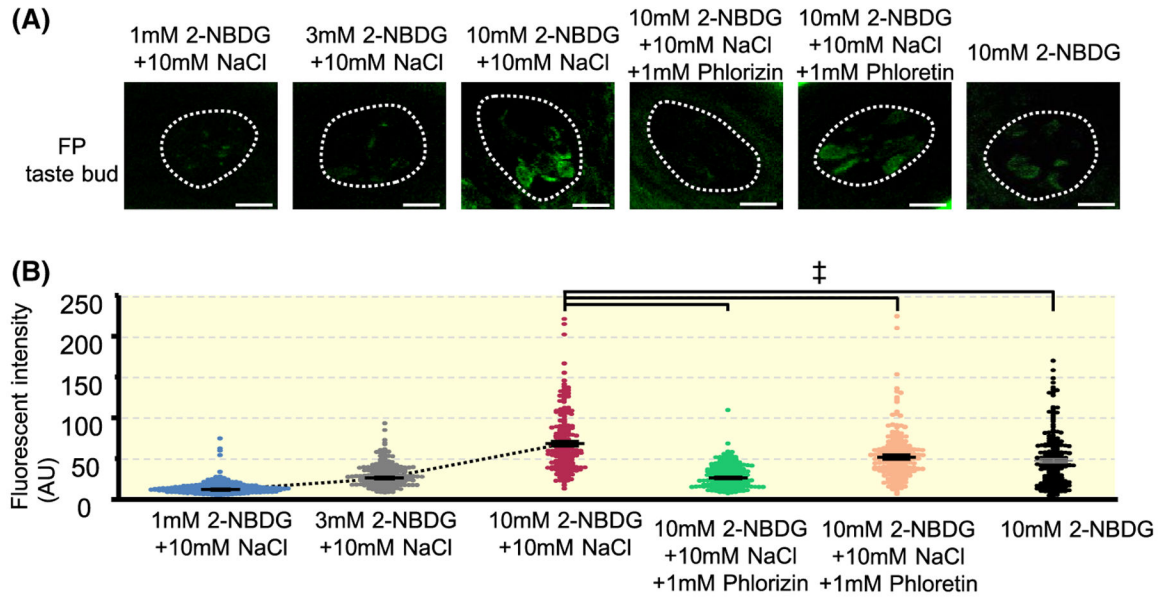 (A)
1mM 2-NBDG
+10mM NaCl
3mM 2-NBDG
+10mM NaCl
10mM 2-NBDG
+10mM NaCl
10mM 2-NBDG
+10mM NaCl
+1mM Phlorizin
10mM 2-NBDG
+10mM NaCl
+1mM Phloretin
10mM 2-NBDG
FP
taste bud
(B)
‡
Fluorescent intensity
(AU)
250
200
150
100
50
0
1mM 2-NBDG
+10mM NaCl
3mM 2-NBDG
+10mM NaCl
10mM 2-NBDG
+10mM NaCl
10mM 2-NBDG
+10mM NaCl
+1mM Phlorizin
10mM 2-NBDG
+10mM NaCl
+1mM Phloretin
10mM 2-NBDG